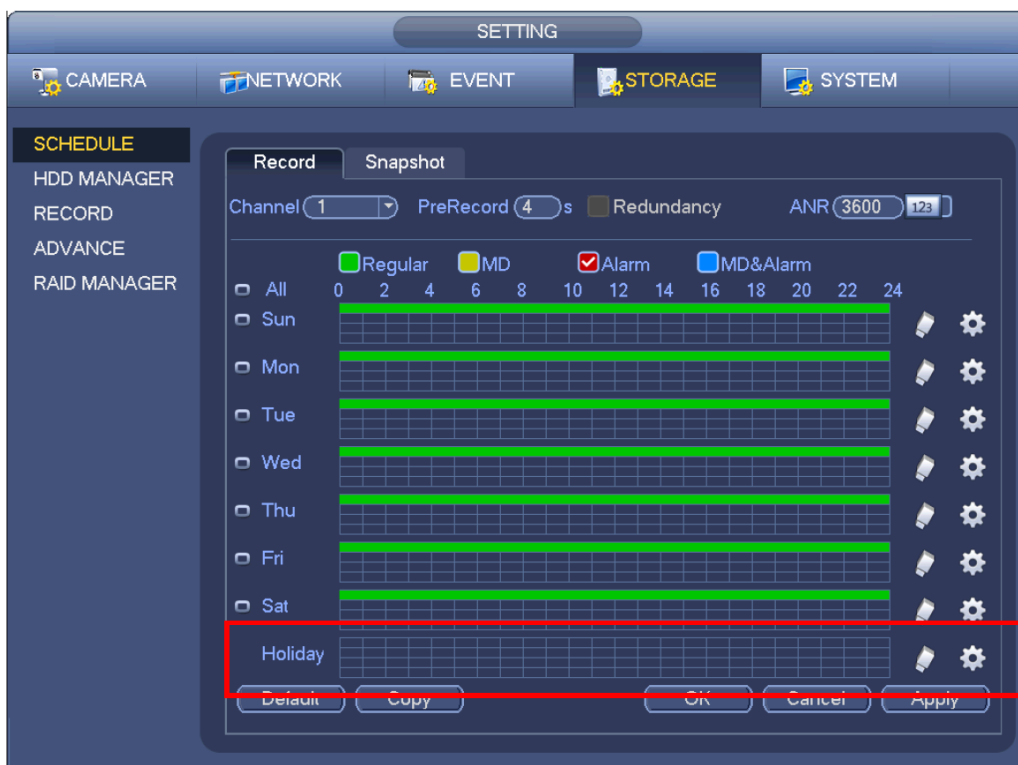 SETTING
CAMERA NETWORK EVENT STORAGE SYSTEM
SCHEDULE
HDD MANAGER
RECORD
ADVANCE
RAID MANAGER
Record Snapshot
Channel 1 PreRecord 4 s Redundancy ANR 3600 123
Regular MD Alarm MD&Alarm
All 0 2 4 6 8 10 12 14 16 18 20 22 24
Sun
Mon
Tue
Wed
Thu
Fri
Sat
Holiday
Default Copy OK Cancel Apply